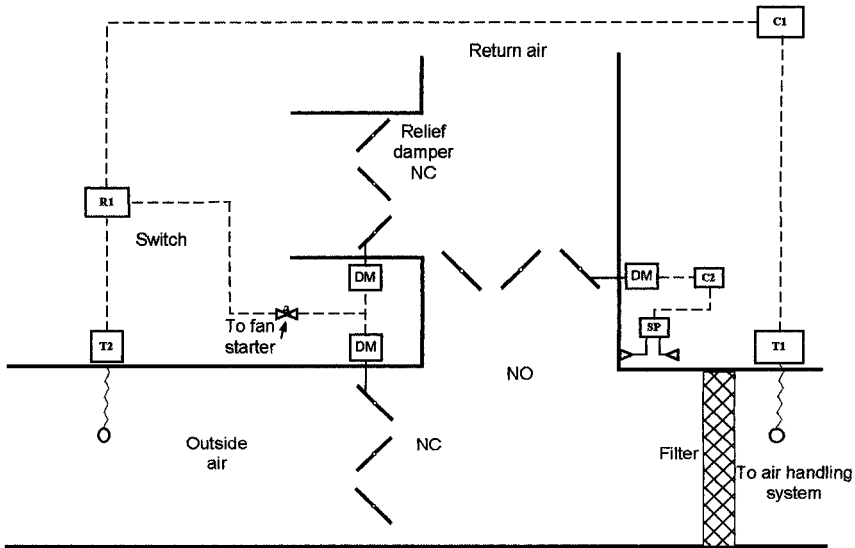 C1
Return air
Relief
damper
NC
R1
Switch
DM
DM
C2
SP
To fan
starter
T2
DM
T1
NO
Outside
air
NC
Filter
To air handling
system